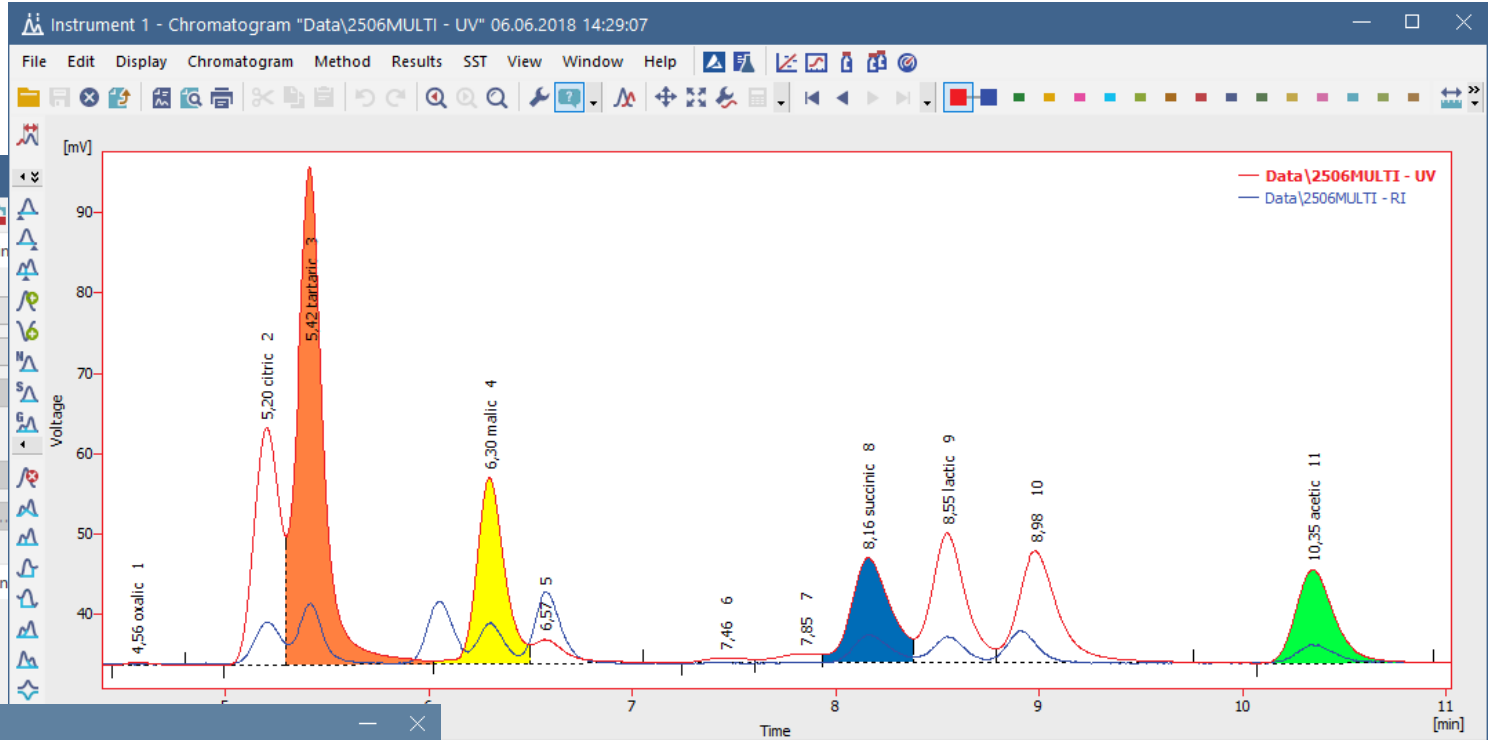 Instrument 1 - Chromatogram "Data\2506MULTI - UV" 06.06.2018 14:29:07
File Edit Display Chromatogram Method Results SST View Window Help
[mV]
Data\2506MULTI - UV
Data\2506MULTI - RI
90
80
70
60
50
40
Voltage
4,56 oxalic 1
5,20 citric 2
5,42 tartaric 3
6,30 malic 4
6,57 5
7,46 6
7,85 7
8,16 succinic 8
8,55 lactic 9
8,98 10
10,35 acetic 11
5 6 7 8 9 10 11
Time
[min]